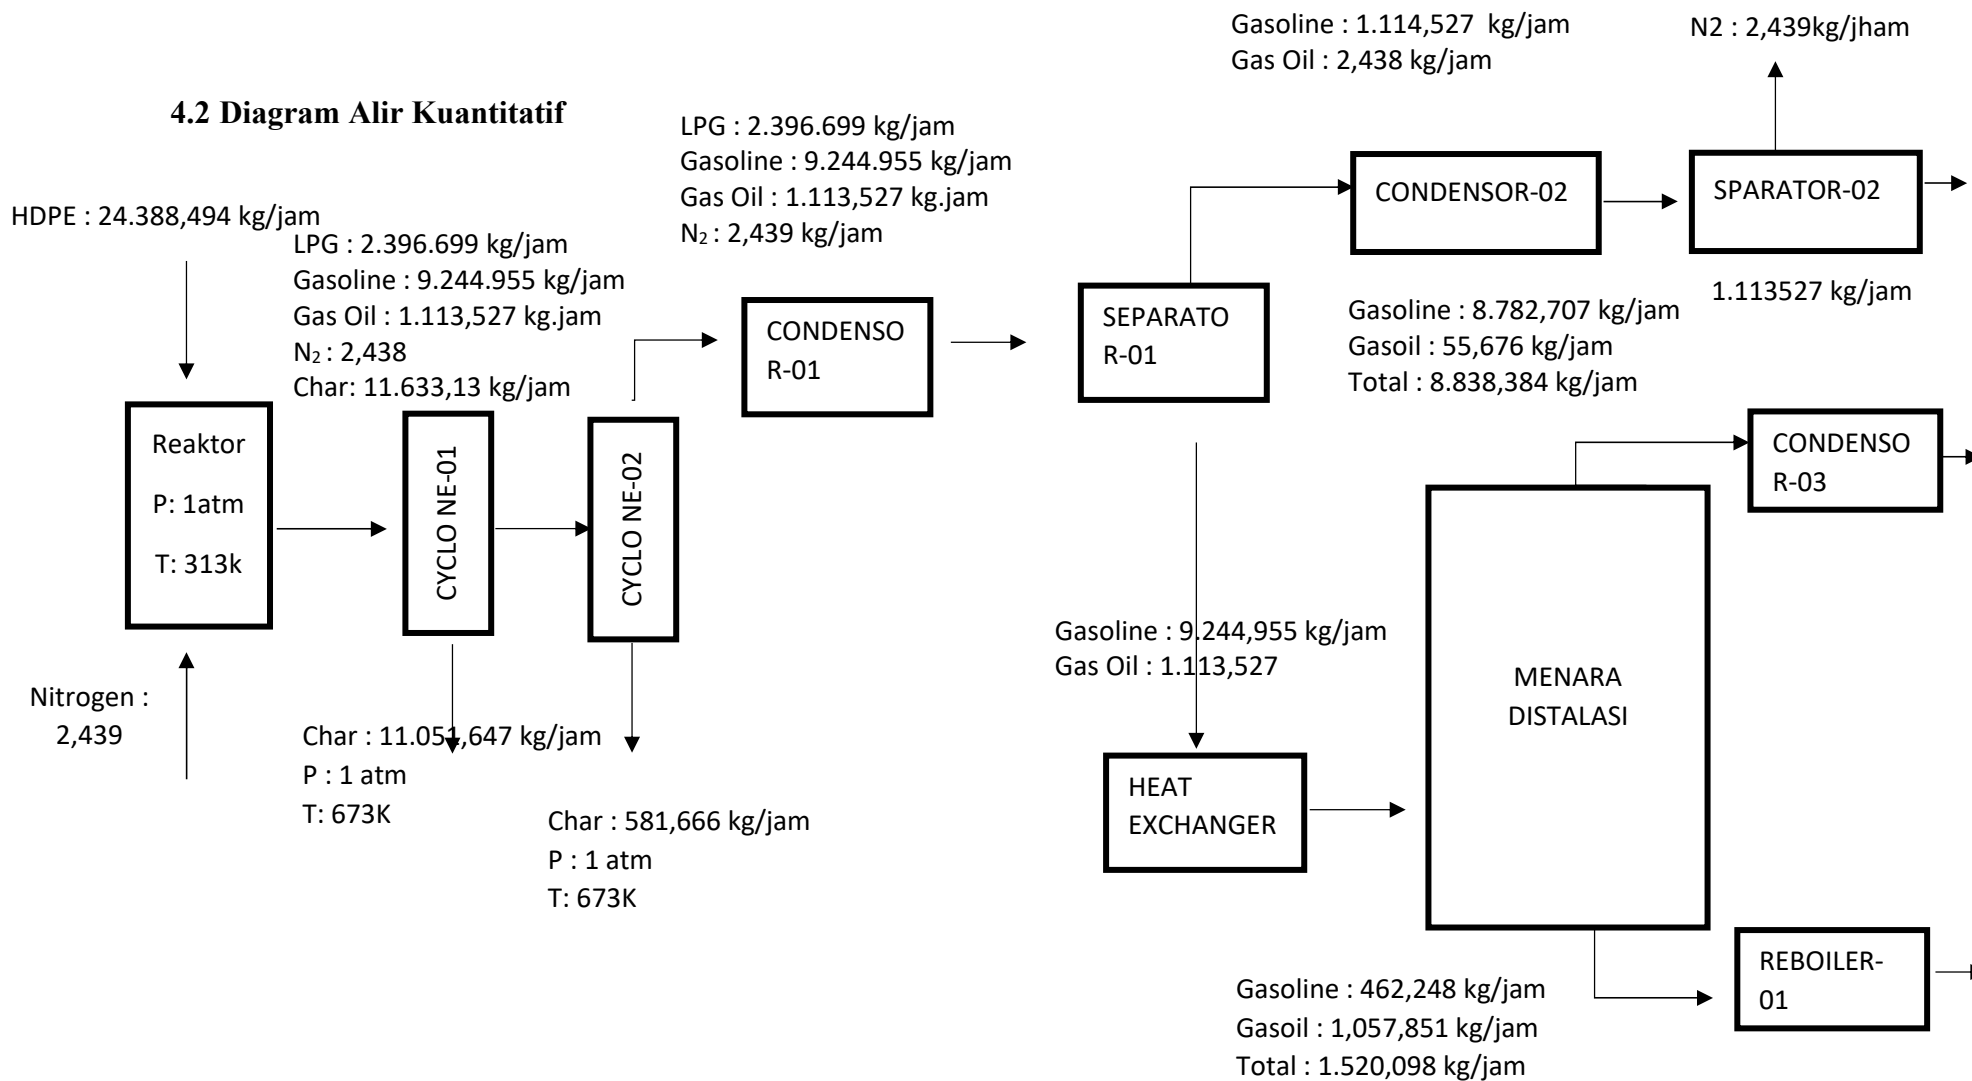 Gasoline : 1.114,527 kg/jam
Gas Oil : 2,438 kg/jam
N2 : 2,439kg/jham
4.2 Diagram Alir Kuantitatif
LPG : 2.396.699 kg/jam
Gasoline : 9.244.955 kg/jam
Gas Oil : 1.113,527 kg.jam
N₂ : 2,439 kg/jam
CONDENSOR-02
SPARATOR-02
HDPE : 24.388,494 kg/jam
LPG : 2.396.699 kg/jam
Gasoline : 9.244.955 kg/jam
Gas Oil : 1.113,527 kg.jam
N₂ : 2,438
Char: 11.633,13 kg/jam
CONDENSO
R-01
SEPARATO
R-01
Gasoline : 8.782,707 kg/jam
Gasoil : 55,676 kg/jam
Total : 8.838,384 kg/jam
1.113527 kg/jam
Reaktor
P: 1atm
T: 313k
CYCLO NE-01
CYCLO NE-02
CONDENSO
R-03
Gasoline : 9.244,955 kg/jam
Gas Oil : 1.113,527
MENARA
DISTALASI
Nitrogen :
2,439
Char : 11.051,647 kg/jam
P : 1 atm
T: 673K
Char : 581,666 kg/jam
P : 1 atm
T: 673K
HEAT
EXCHANGER
REBOILER-
01
Gasoline : 462,248 kg/jam
Gasoil : 1,057,851 kg/jam
Total : 1.520,098 kg/jam